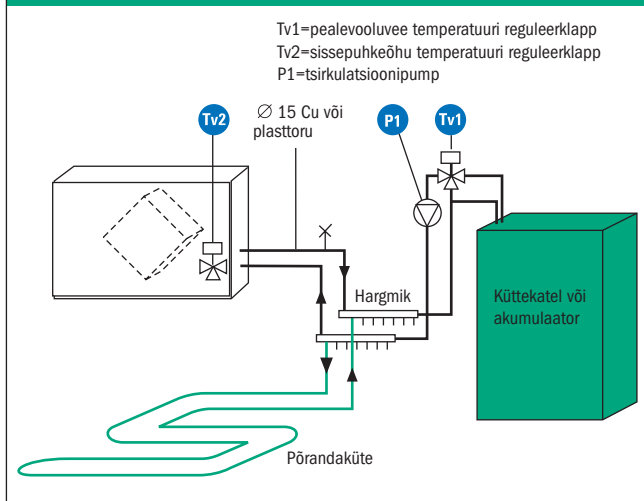 Tv1=pealevooluvee temperatuuri reguleerklapp
Tv2=sissepuhkeõhu temperatuuri reguleerklapp
P1=tsirkulatsioonipump
Tv2
∅ 15 Cu või
plasttoru
P1
Tv1
Hargmik
Küttekatel või
akumulaator
Põrandaküte